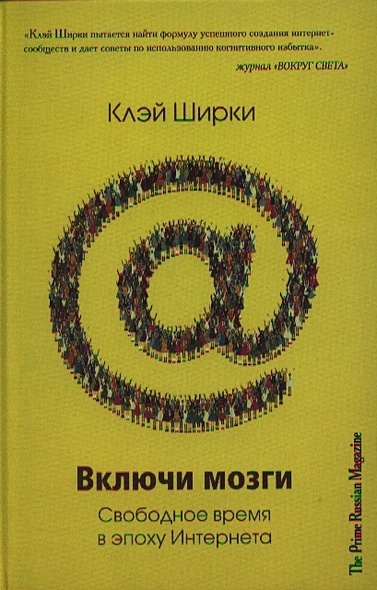 «Клэй Ширки пытается найти формулу успешного создания интернет-
сообществ и дает советы по использованию когнитивного избытка».
журнал «ВОКРУГ СВЕТА»
Клэй Ширки
@
Включи мозги
Свободное время
в эпоху Интернета
The Prime Russian Magazine